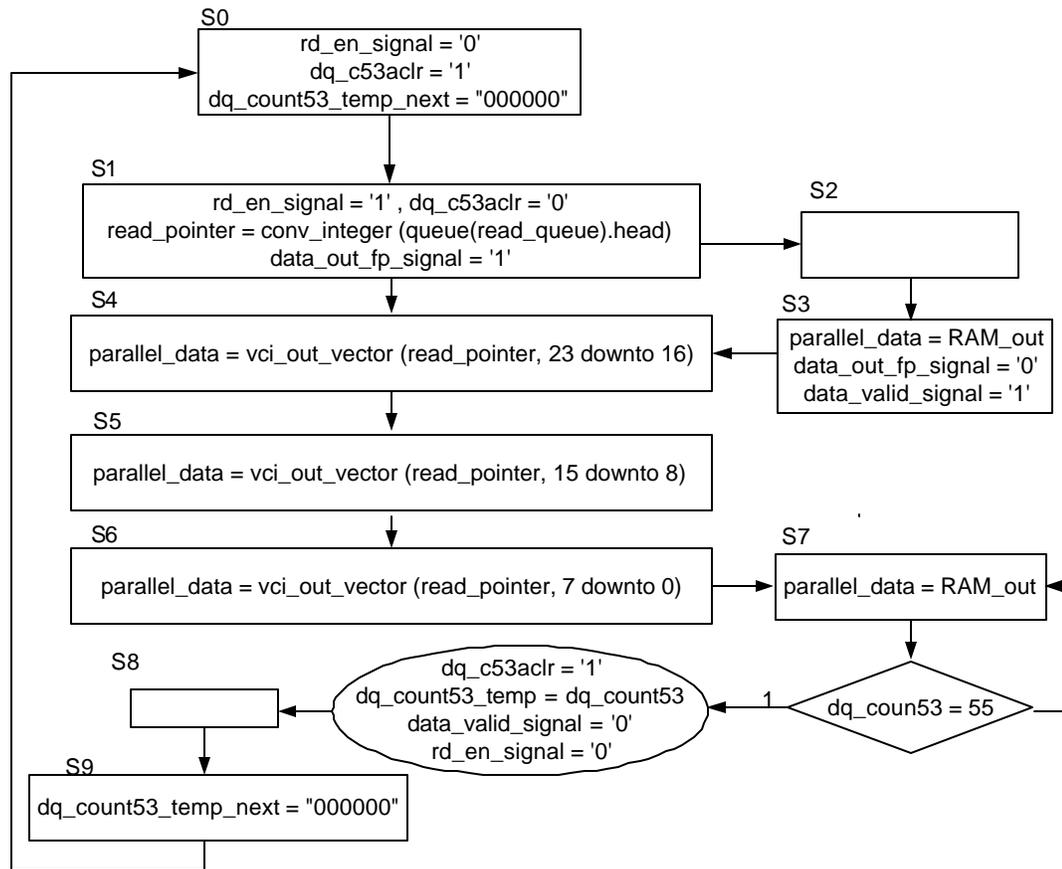 S0
rd_en_signal = '0'
dq_c53aclr = '1'
dq_count53_temp_next = "000000"
S1
rd_en_signal = '1' , dq_c53aclr = '0'
read_pointer = conv_integer (queue(read_queue).head)
data_out_fp_signal = '1'
S2
S3
parallel_data = RAM_out
data_out_fp_signal = '0'
data_valid_signal = '1'
S4
parallel_data = vci_out_vector (read_pointer, 23 downto 16)
S5
parallel_data = vci_out_vector (read_pointer, 15 downto 8)
S6
parallel_data = vci_out_vector (read_pointer, 7 downto 0)
S7
parallel_data = RAM_out
dq_coun53 = 55
1
dq_c53aclr = '1'
dq_count53_temp = dq_count53
data_valid_signal = '0'
rd_en_signal = '0'
S8
S9
dq_count53_temp_next = "000000"